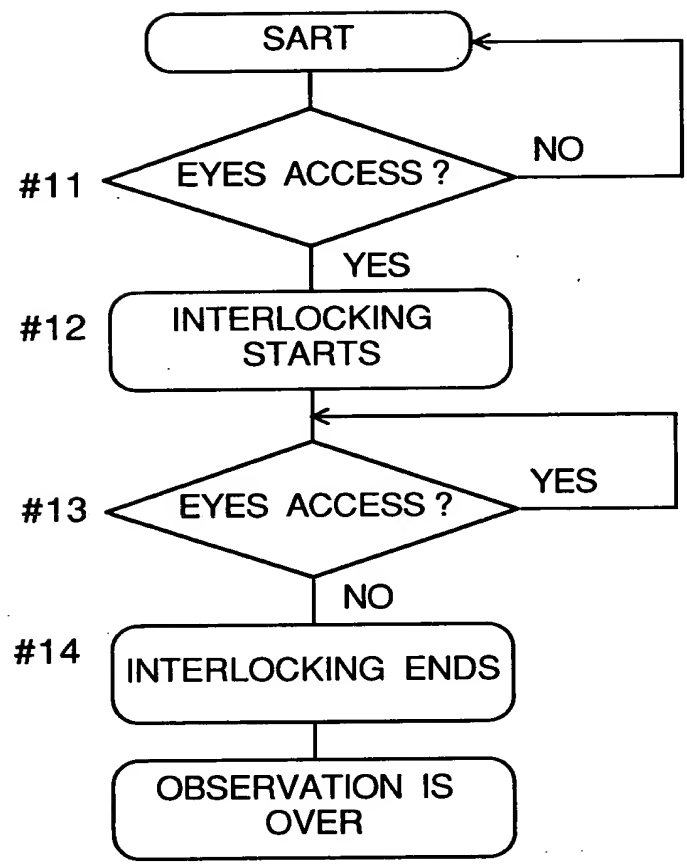 SART
#11
EYES ACCESS ?
NO
YES
#12
INTERLOCKING
STARTS
#13
EYES ACCESS ?
YES
NO
#14
INTERLOCKING ENDS
OBSERVATION IS
OVER